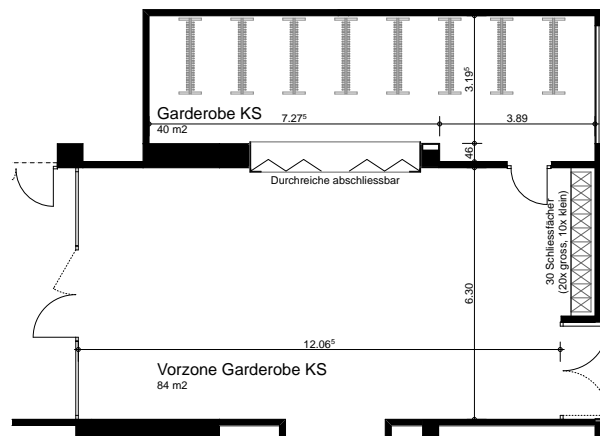 Garderobe KS
40 m2
7.27⁵
3.89
3.19⁵
46
Durchreiche abschliessbar
30 Schliessfächer
(20x gross, 10x klein)
6.30
12.06⁵
Vorzone Garderobe KS
84 m2